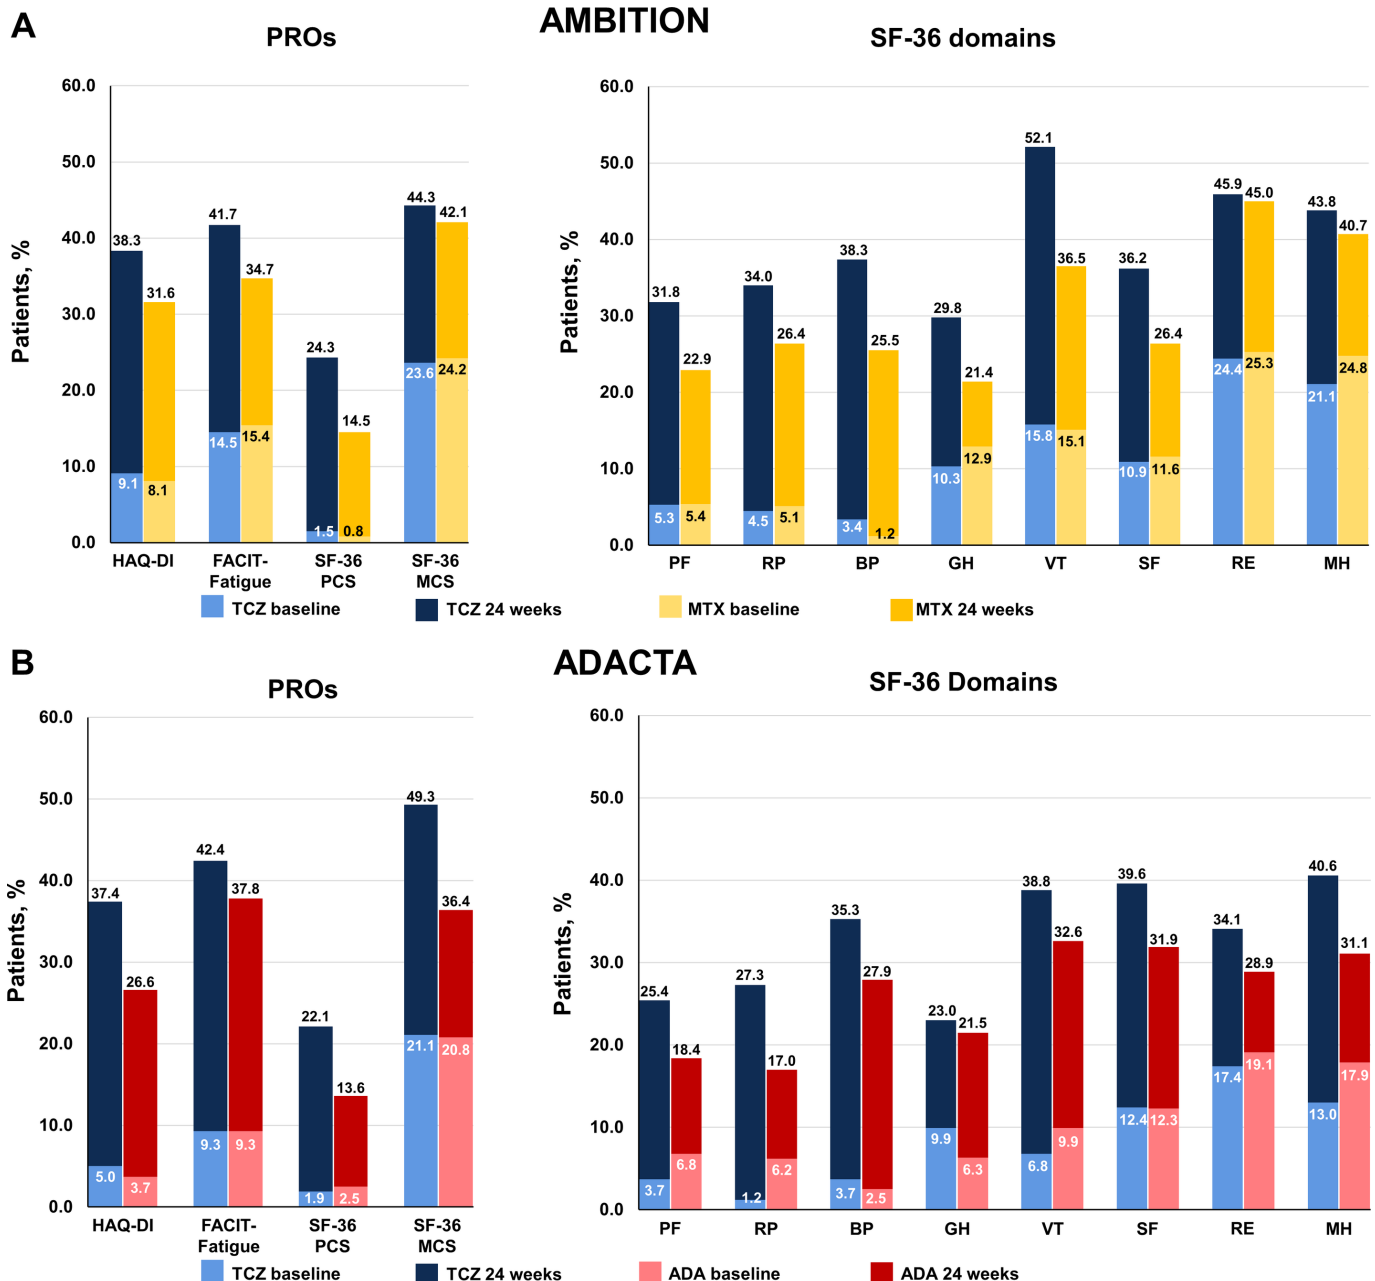 A
AMBITION
PROs
SF-36 domains
Patients, %
60.0
50.0
40.0
30.0
20.0
10.0
0.0
38.3
31.6
9.1
8.1
41.7
34.7
14.5
15.4
24.3
14.5
1.5
0.8
44.3
42.1
23.6
24.2
HAQ-DI
FACIT-
Fatigue
SF-36
PCS
SF-36
MCS
Patients, %
60.0
50.0
40.0
30.0
20.0
10.0
0.0
31.8
22.9
5.3
5.4
34.0
26.4
4.5
5.1
38.3
25.5
3.4
1.2
29.8
21.4
10.3
12.9
52.1
36.5
15.8
15.1
36.2
26.4
10.9
11.6
45.9
45.0
24.4
25.3
43.8
40.7
21.1
24.8
PF
RP
BP
GH
VT
SF
RE
MH
TCZ baseline
TCZ 24 weeks
MTX baseline
MTX 24 weeks
B
ADACTA
PROs
SF-36 Domains
Patients, %
60.0
50.0
40.0
30.0
20.0
10.0
0.0
37.4
26.6
5.0
3.7
42.4
37.8
9.3
9.3
22.1
13.6
1.9
2.5
49.3
36.4
21.1
20.8
HAQ-DI
FACIT-
Fatigue
SF-36
PCS
SF-36
MCS
Patients, %
60.0
50.0
40.0
30.0
20.0
10.0
0.0
25.4
18.4
3.7
6.8
27.3
17.0
1.2
6.2
35.3
27.9
3.7
2.5
23.0
21.5
9.9
6.3
38.8
32.6
6.8
9.9
39.6
31.9
12.4
12.3
34.1
28.9
17.4
19.1
40.6
31.1
13.0
17.9
PF
RP
BP
GH
VT
SF
RE
MH
TCZ baseline
TCZ 24 weeks
ADA baseline
ADA 24 weeks